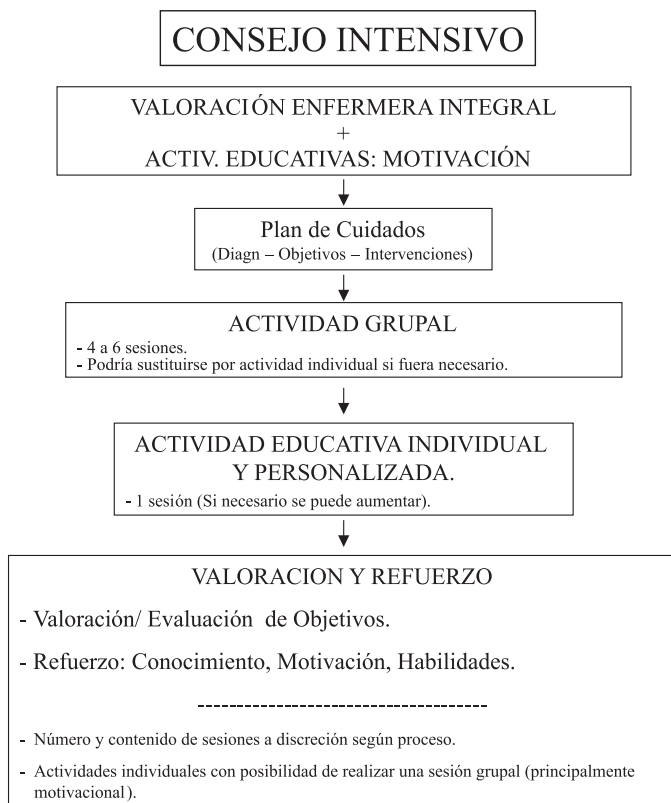 CONSEJO INTENSIVO
VALORACIÓN ENFERMERA INTEGRAL
+
ACTIV. EDUCATIVAS: MOTIVACIÓN
Plan de Cuidados
(Diagn – Objetivos – Intervenciones)
ACTIVIDAD GRUPAL
- 4 a 6 sesiones.
- Podría sustituirse por actividad individual si fuera necesario.
ACTIVIDAD EDUCATIVA INDIVIDUAL
Y PERSONALIZADA.
- 1 sesión (Si necesario se puede aumentar).
VALORACION Y REFUERZO
- Valoración/ Evaluación de Objetivos.
- Refuerzo: Conocimiento, Motivación, Habilidades.
-----------------------------------
- Número y contenido de sesiones a discreción según proceso.
- Actividades individuales con posibilidad de realizar una sesión grupal (principalmente
motivacional).